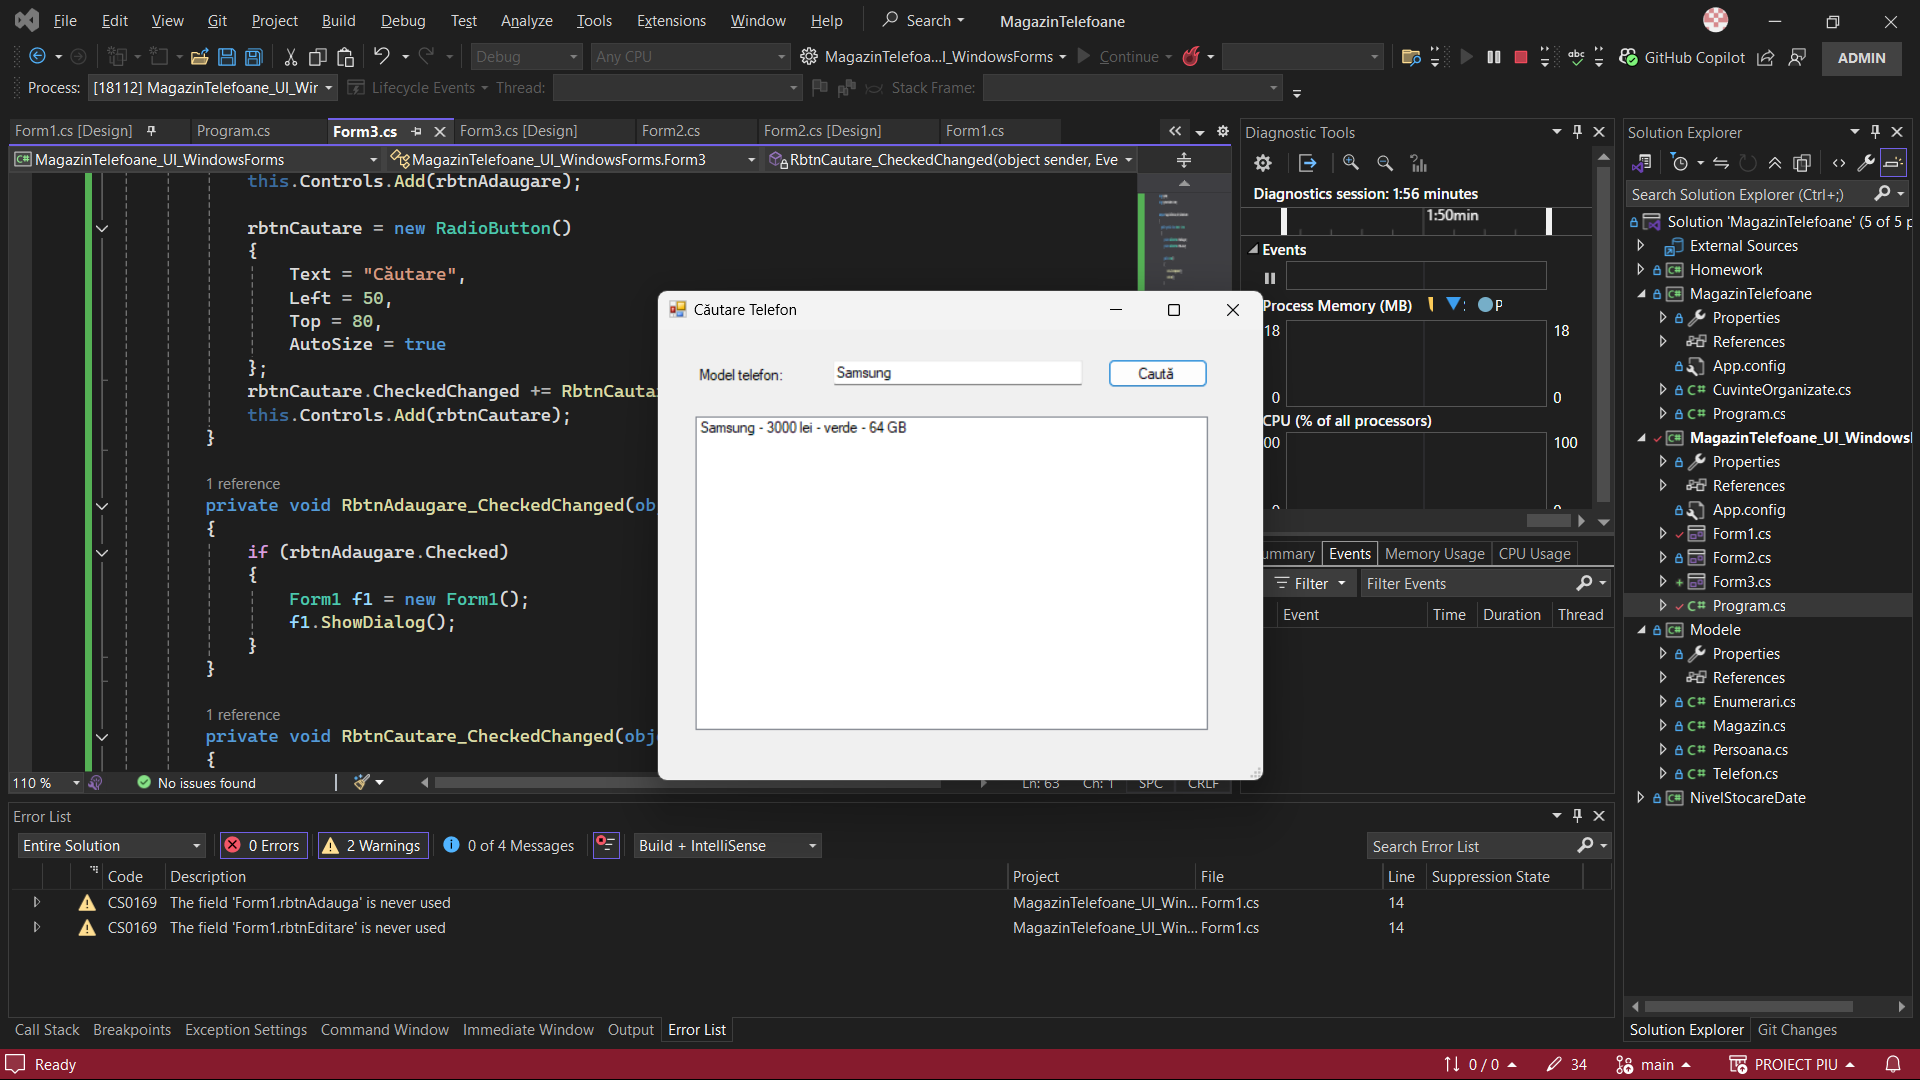 File Edit View Git Project Build Debug Test Analyze Tools Extensions Window Help Search MagazinTelefoane
Debug Any CPU MagazinTelefoa...I_WindowsForms Continue GitHub Copilot ADMIN
Process: [18112] MagazinTelefoane_UI_Wir Lifecycle Events Thread: Stack Frame:
Form1.cs [Design] Program.cs Form3.cs Form3.cs [Design] Form2.cs Form2.cs [Design] Form1.cs
MagazinTelefoane_UI_WindowsForms MagazinTelefoane_UI_WindowsForms.Form3 RbtnCautare_CheckedChanged(object sender, Eve
this.Controls.Add(rbtnAdaugare);
rbtnCautare = new RadioButton()
{
Text = "Căutare",
Left = 50,
Top = 80,
AutoSize = true
};
rbtnCautare.CheckedChanged += RbtnCauta
this.Controls.Add(rbtnCautare);
}
1 reference
private void RbtnAdaugare_CheckedChanged(ob
{
if (rbtnAdaugare.Checked)
{
Form1 f1 = new Form1();
f1.ShowDialog();
}
}
1 reference
private void RbtnCautare_CheckedChanged(obj
{
110 % No issues found Ln: 63 Ch: 1 SPC CRLF
Căutare Telefon
Model telefon: Samsung Caută
Samsung - 3000 lei - verde - 64 GB
Diagnostic Tools
Diagnostics session: 1:56 minutes
1:50min
Events
Process Memory (MB) P
18 18
0 0
CPU (% of all processors)
00 100
ummary Events Memory Usage CPU Usage
Filter Filter Events
Event Time Duration Thread
Solution Explorer
Search Solution Explorer (Ctrl+;)
Solution 'MagazinTelefoane' (5 of 5 p
External Sources
Homework
MagazinTelefoane
Properties
References
App.config
CuvinteOrganizate.cs
Program.cs
MagazinTelefoane_UI_Windows
Properties
References
App.config
Form1.cs
Form2.cs
Form3.cs
Program.cs
Modele
Properties
References
Enumerari.cs
Magazin.cs
Persoana.cs
Telefon.cs
NivelStocareDate
Solution Explorer Git Changes
Error List
Entire Solution 0 Errors 2 Warnings 0 of 4 Messages Build + IntelliSense Search Error List
Code Description Project File Line Suppression State
CS0169 The field 'Form1.rbtnAdauga' is never used MagazinTelefoane_UI_Win... Form1.cs 14
CS0169 The field 'Form1.rbtnEditare' is never used MagazinTelefoane_UI_Win... Form1.cs 14
Call Stack Breakpoints Exception Settings Command Window Immediate Window Output Error List
Ready 0 / 0 34 main PROIECT PIU